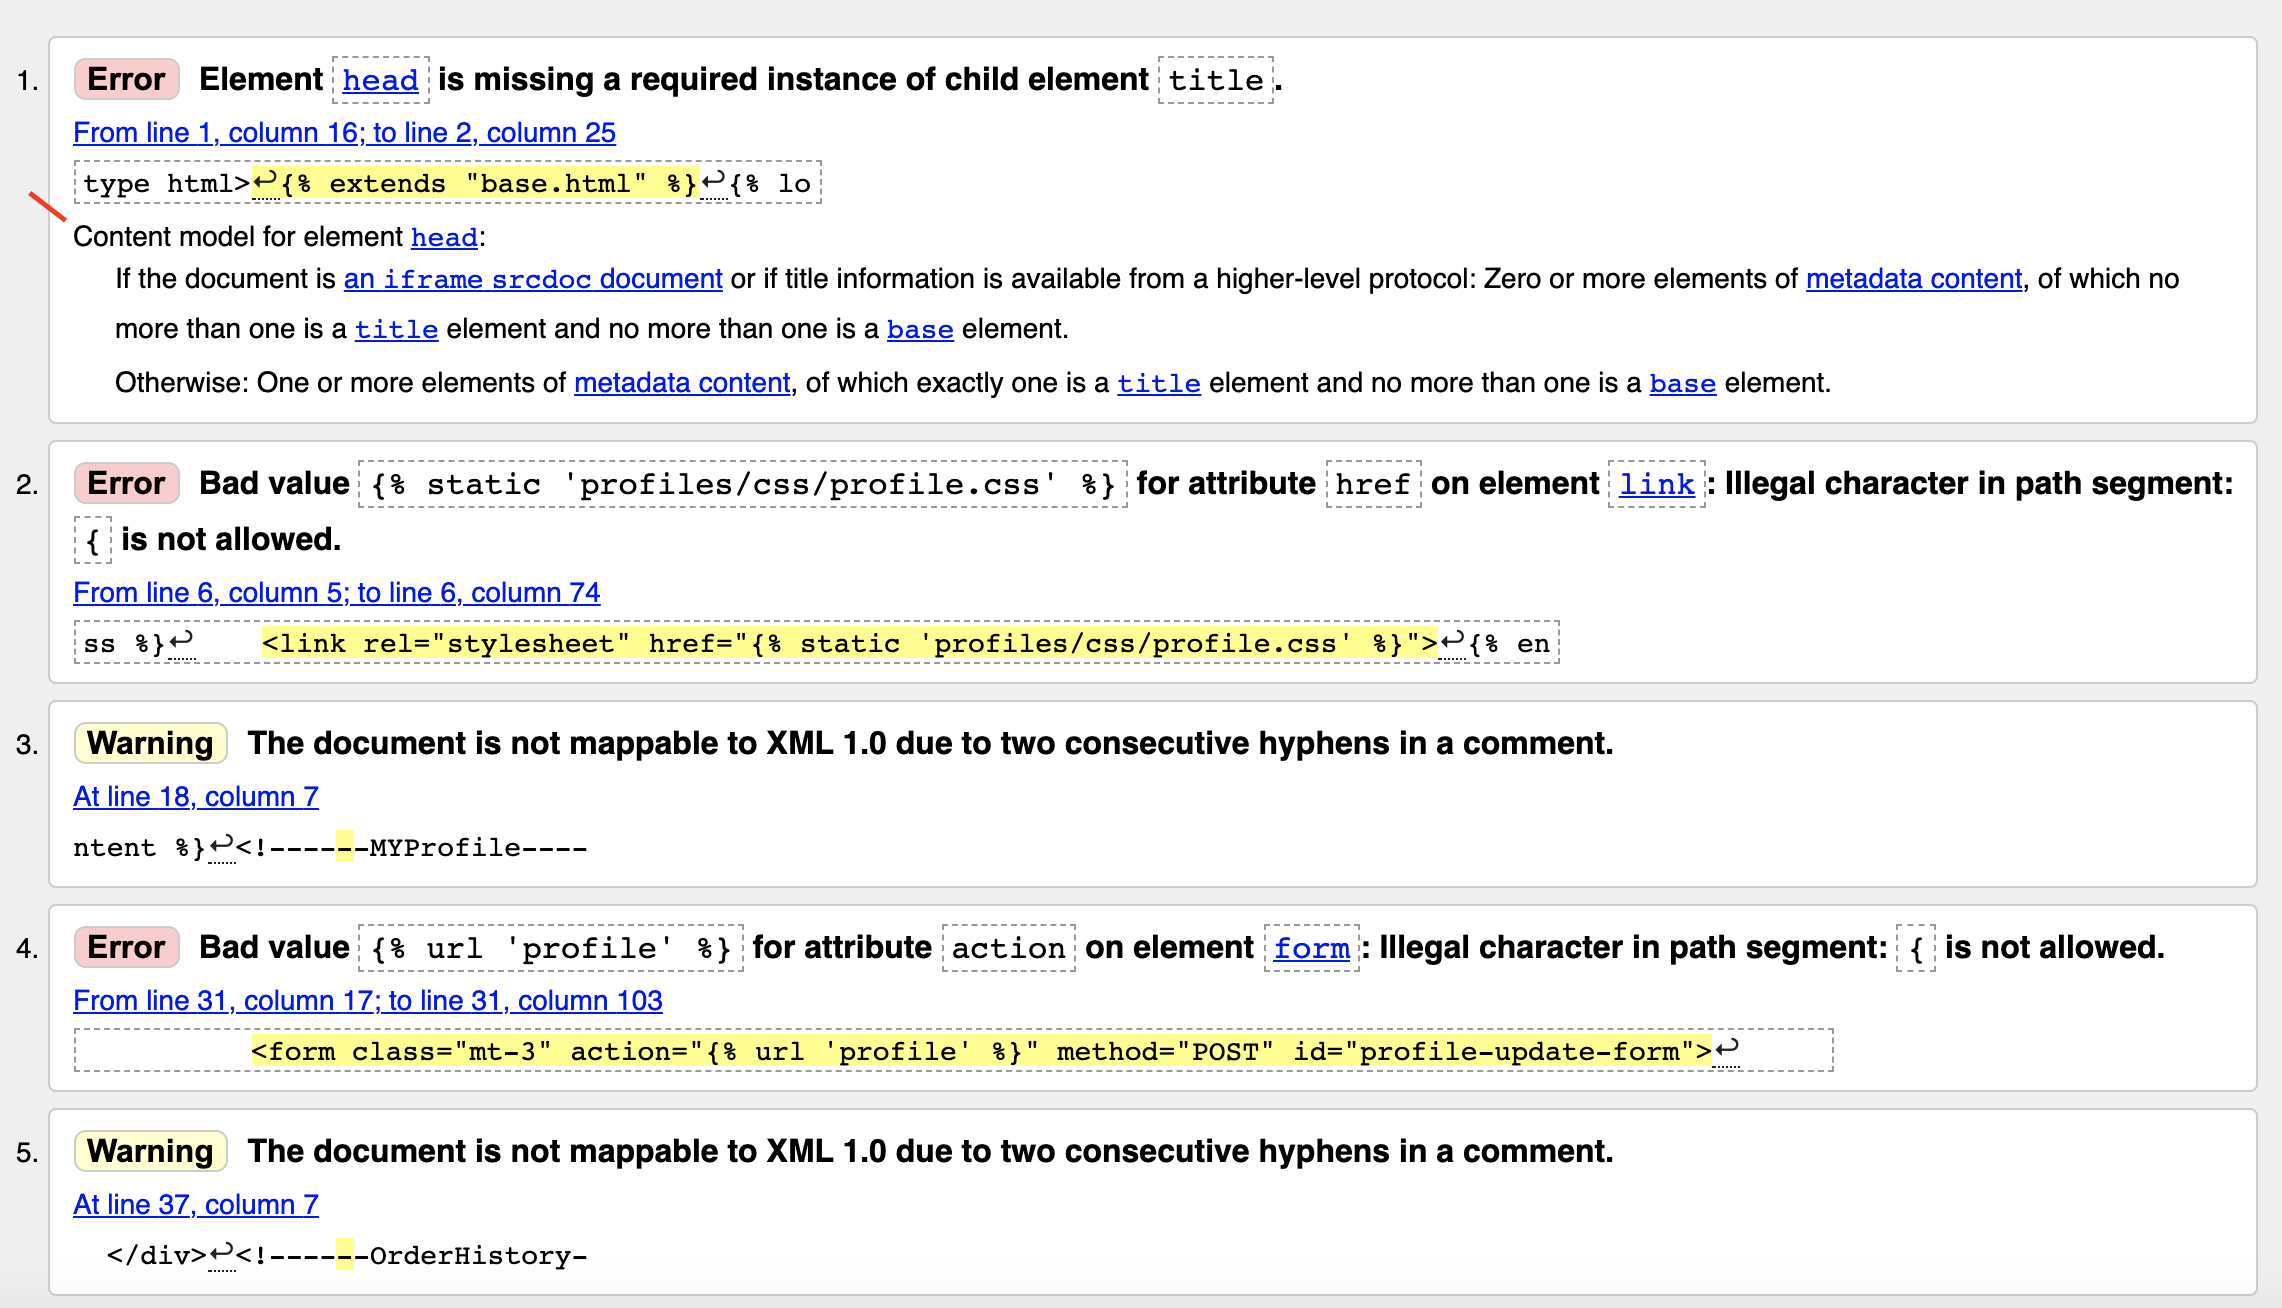 1. Error Element head is missing a required instance of child element title.
From line 1, column 16; to line 2, column 25
type html>↩{% extends "base.html" %}↩{% lo
Content model for element head:
If the document is an iframe srcdoc document or if title information is available from a higher-level protocol: Zero or more elements of metadata content, of which no
more than one is a title element and no more than one is a base element.
Otherwise: One or more elements of metadata content, of which exactly one is a title element and no more than one is a base element.
2. Error Bad value {% static 'profiles/css/profile.css' %} for attribute href on element link: Illegal character in path segment:
{ is not allowed.
From line 6, column 5; to line 6, column 74
ss %}↩    <link rel="stylesheet" href="{% static 'profiles/css/profile.css' %}">↩{% en
3. Warning The document is not mappable to XML 1.0 due to two consecutive hyphens in a comment.
At line 18, column 7
ntent %}↩<!------MYProfile----
4. Error Bad value {% url 'profile' %} for attribute action on element form: Illegal character in path segment: { is not allowed.
From line 31, column 17; to line 31, column 103
<form class="mt-3" action="{% url 'profile' %}" method="POST" id="profile-update-form">↩
5. Warning The document is not mappable to XML 1.0 due to two consecutive hyphens in a comment.
At line 37, column 7
</div>↩<!------OrderHistory-